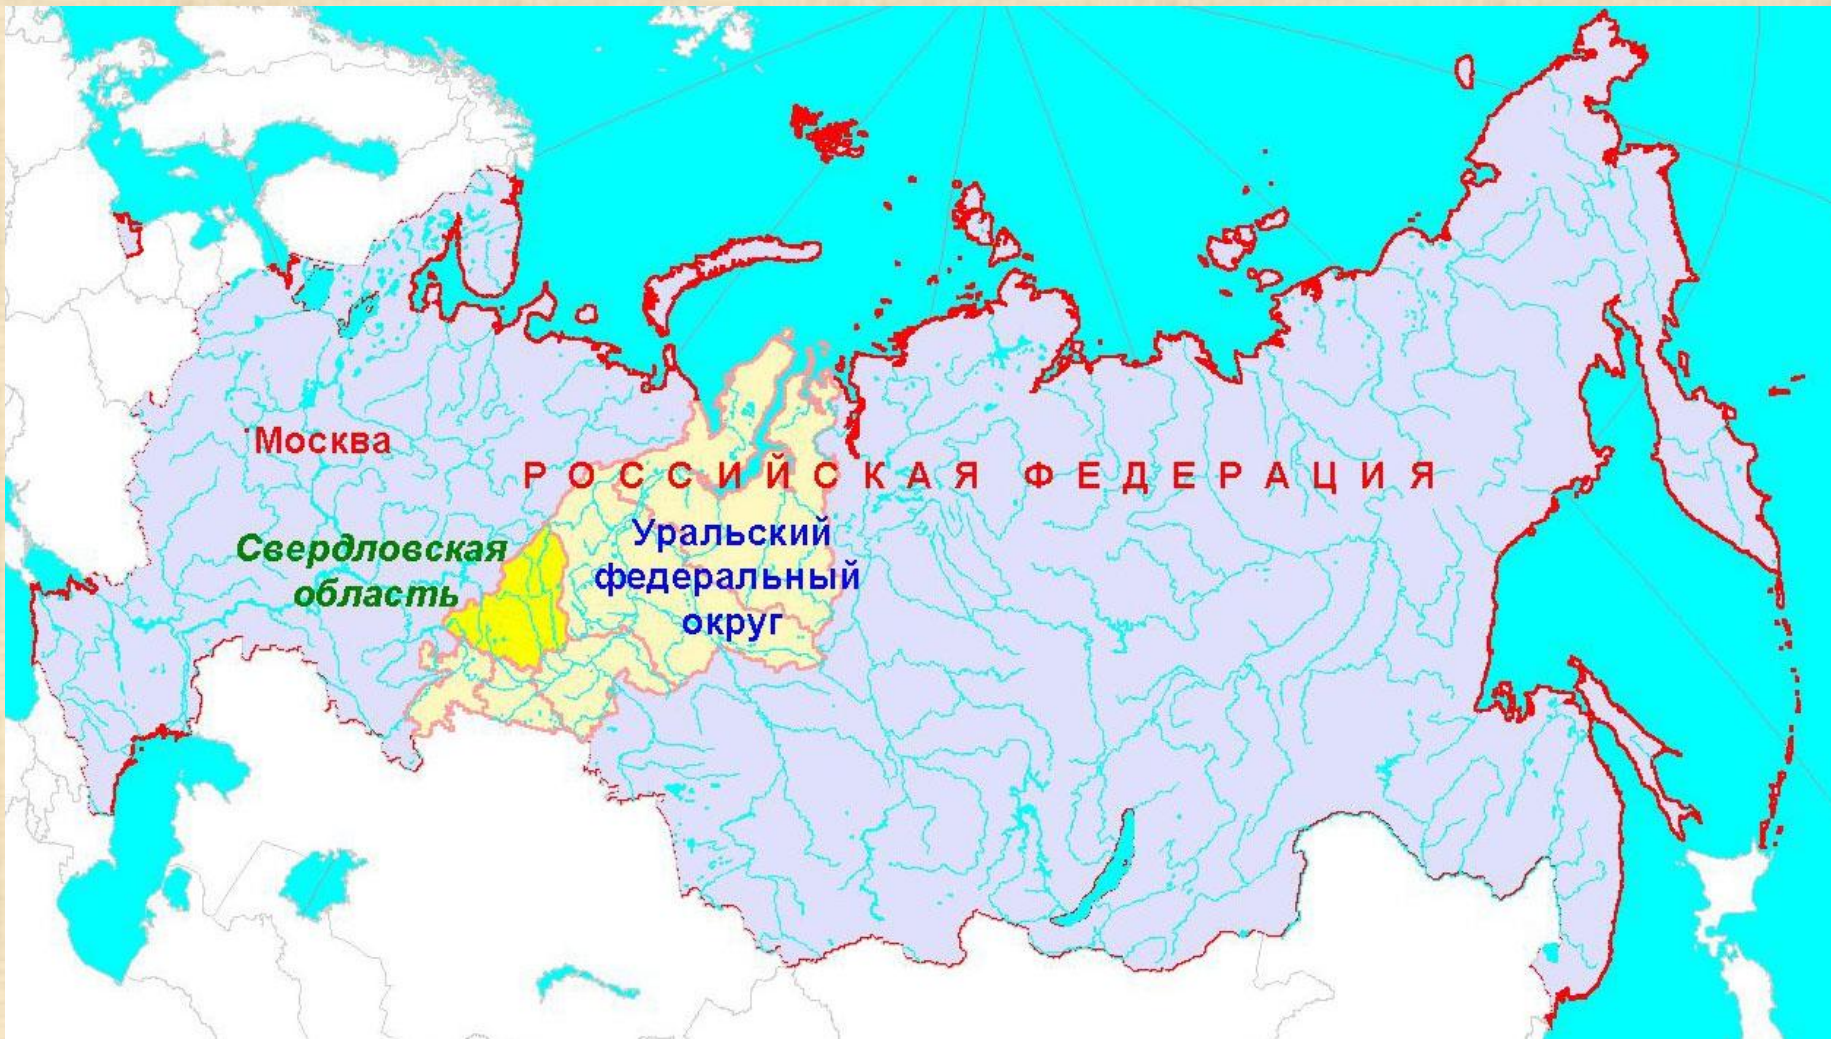 Москва
РОССИЙСКАЯ ФЕДЕРАЦИЯ
Свердловская
область
Уральский
федеральный
округ